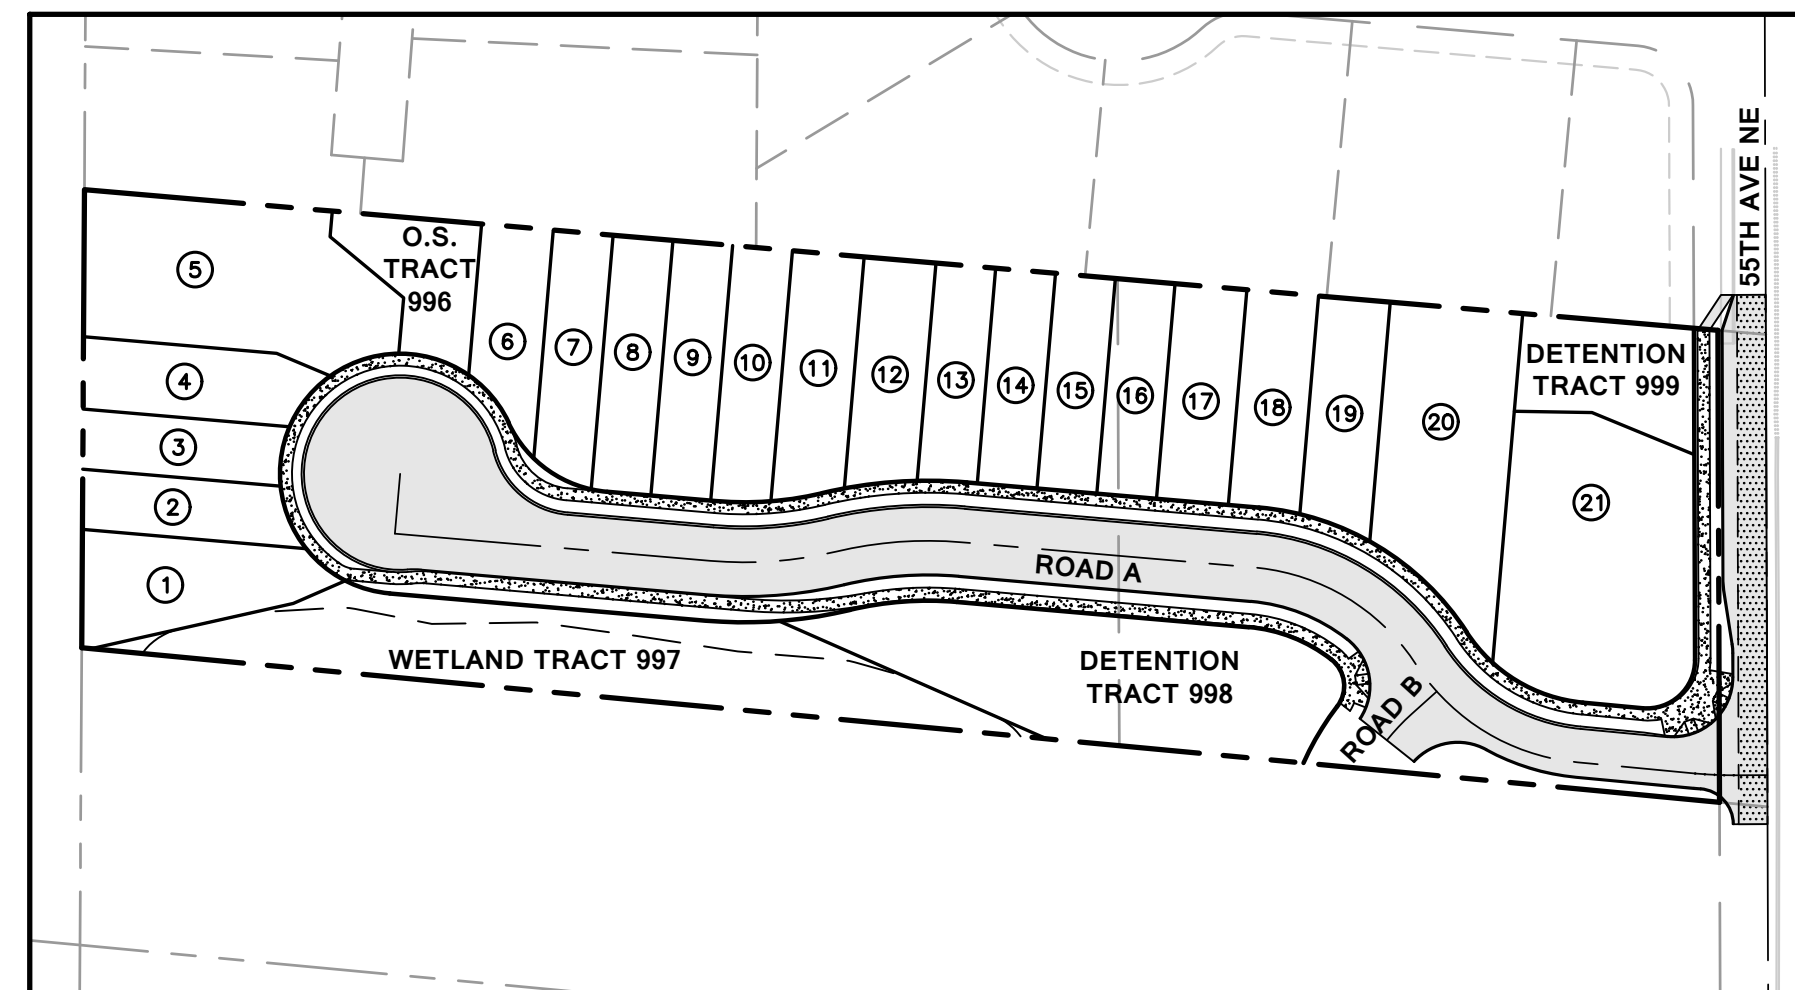 55TH AVE NE
O.S.
TRACT
996
5
4
3
2
1
6
7
8
9
10
11
12
13
14
15
16
17
18
19
20
21
DETENTION
TRACT 999
ROAD A
ROAD B
WETLAND TRACT 997
DETENTION
TRACT 998